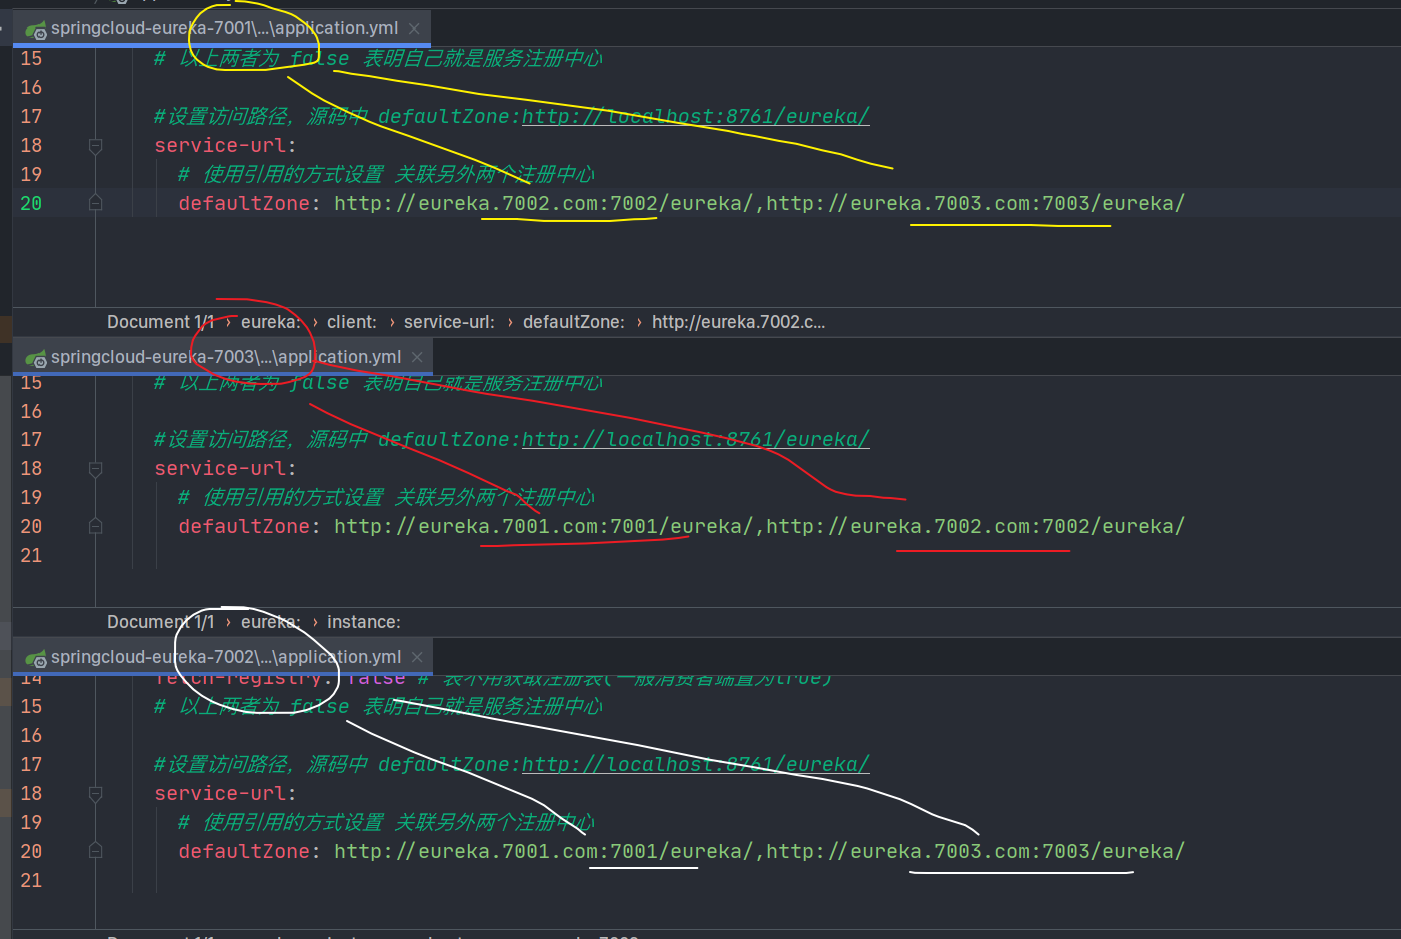 springcloud-eureka-7001\...\application.yml
15 # 以上两者为 false 表明自己就是服务注册中心
16
17 #设置访问路径，源码中 defaultZone:http://localhost:8761/eureka/
18 service-url:
19 # 使用引用的方式设置 关联另外两个注册中心
20 defaultZone: http://eureka.7002.com:7002/eureka/,http://eureka.7003.com:7003/eureka/
Document 1/1 › eureka: › client: › service-url: › defaultZone: › http://eureka.7002.c...
springcloud-eureka-7003\...\application.yml
15 # 以上两者为 false 表明自己就是服务注册中心
16
17 #设置访问路径，源码中 defaultZone:http://localhost:8761/eureka/
18 service-url:
19 # 使用引用的方式设置 关联另外两个注册中心
20 defaultZone: http://eureka.7001.com:7001/eureka/,http://eureka.7002.com:7002/eureka/
21
Document 1/1 › eureka: › instance:
springcloud-eureka-7002\...\application.yml
14 fetch-registry: false # 表不用获取注册表(一般消费者端置为true)
15 # 以上两者为 false 表明自己就是服务注册中心
16
17 #设置访问路径，源码中 defaultZone:http://localhost:8761/eureka/
18 service-url:
19 # 使用引用的方式设置 关联另外两个注册中心
20 defaultZone: http://eureka.7001.com:7001/eureka/,http://eureka.7003.com:7003/eureka/
21